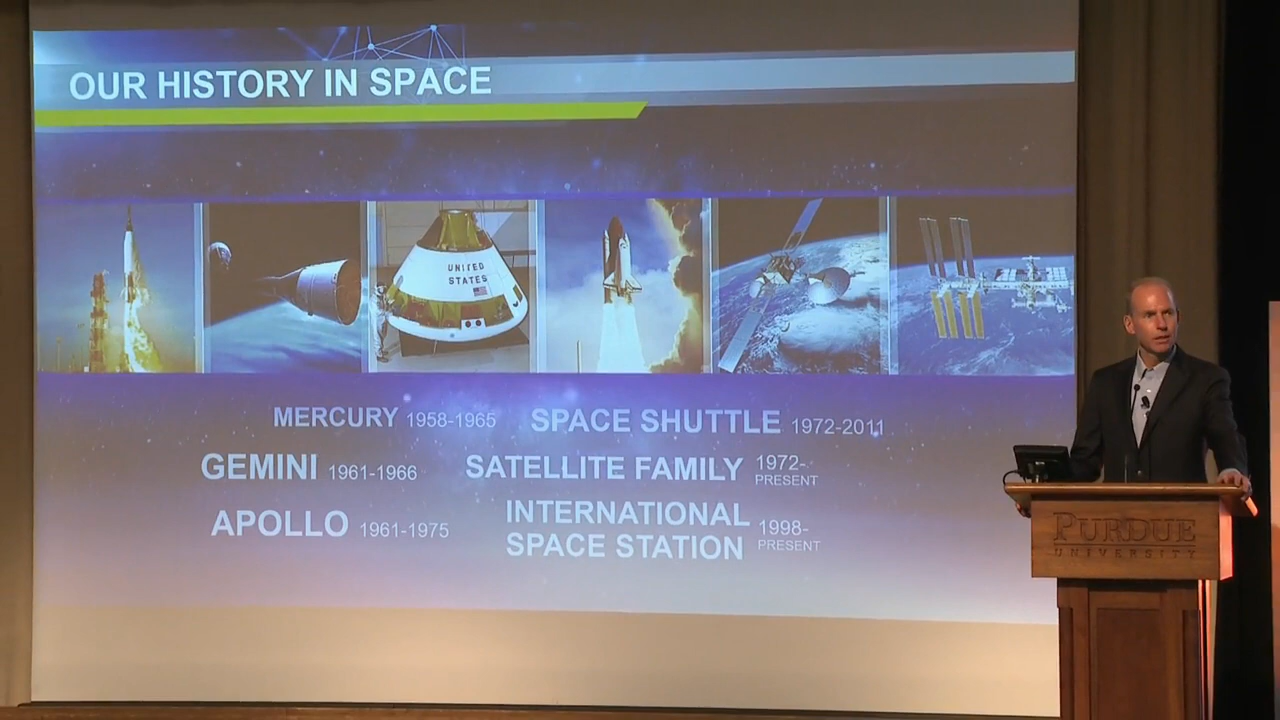 OUR HISTORY IN SPACE
UNITED
STATES
MERCURY 1958-1965
SPACE SHUTTLE 1972-2011
GEMINI 1961-1966
SATELLITE FAMILY 1972-
PRESENT
APOLLO 1961-1975
INTERNATIONAL
SPACE STATION
1998-
PRESENT
PURDUE
UNIVERSITY